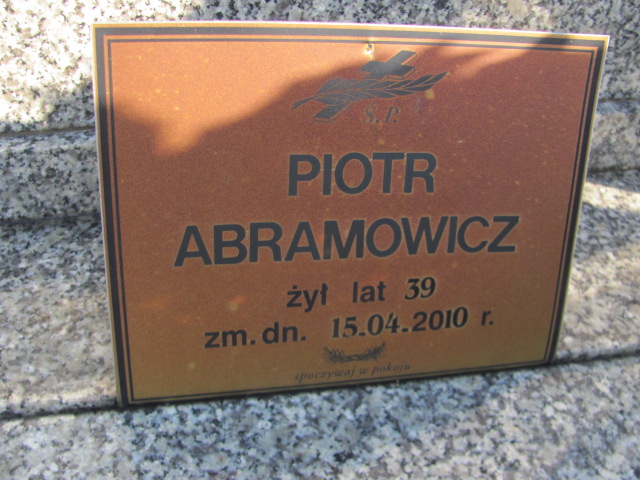 S.P.
PIOTR
ABRAMOWICZ
żył lat 39
zm. dn. 15.04.2010 r.
spoczywaj w pokoju